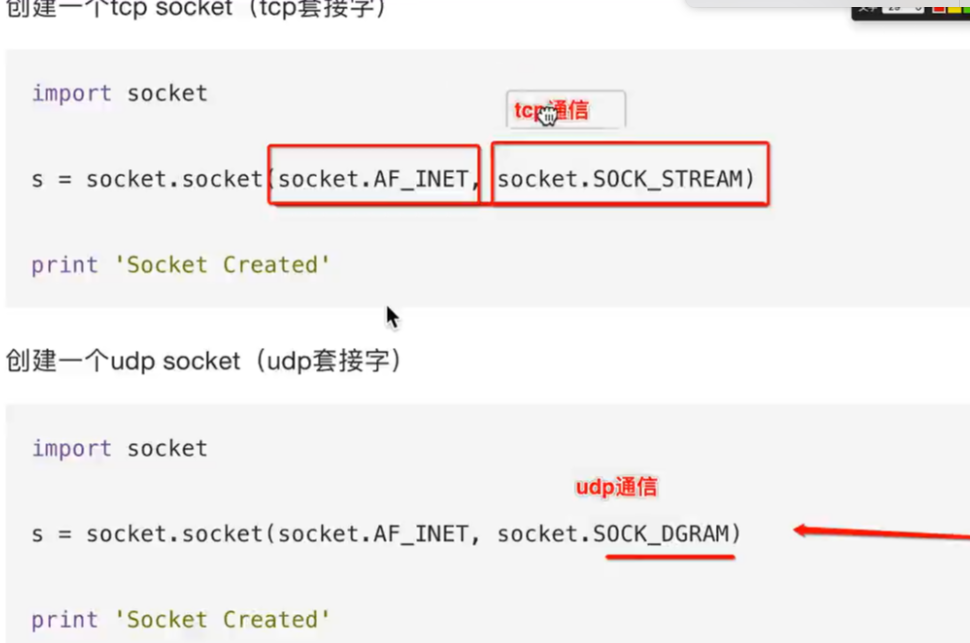 创建一个tcp socket（tcp套接字）
import socket
tcp通信
s = socket.socket(socket.AF_INET, socket.SOCK_STREAM)
print 'Socket Created'
创建一个udp socket（udp套接字）
import socket
udp通信
s = socket.socket(socket.AF_INET, socket.SOCK_DGRAM)
print 'Socket Created'